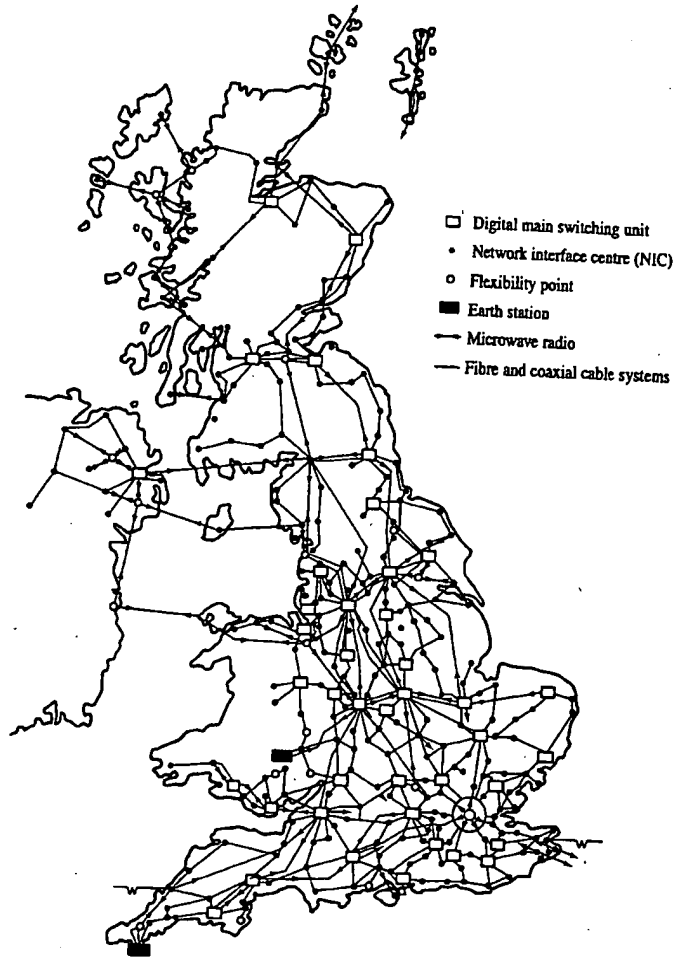 Digital main switching unit
Network interface centre (NIC)
Flexibility point
Earth station
Microwave radio
Fibre and coaxial cable systems